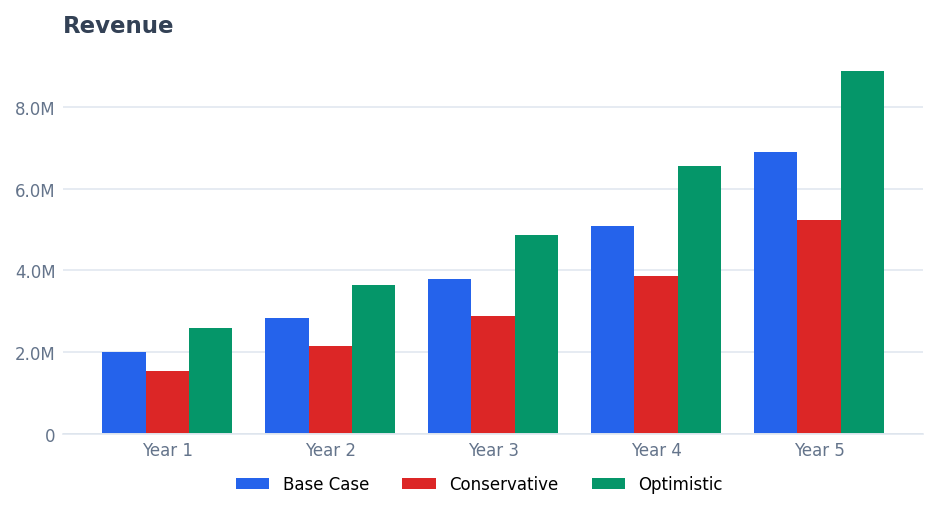 Revenue
8.0M
6.0M
4.0M
2.0M
0
Year 1 Year 2 Year 3 Year 4 Year 5
Base Case Conservative Optimistic